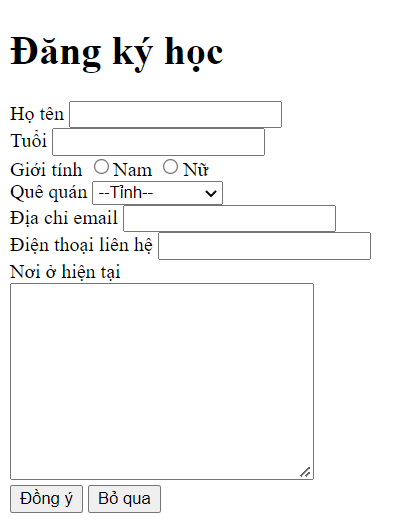 Đăng ký học
Họ tên
Tuổi
Giới tính Nam Nữ
Quê quán --Tỉnh--
Địa chỉ email
Điện thoại liên hệ
Nơi ở hiện tại
Đồng ý Bỏ qua